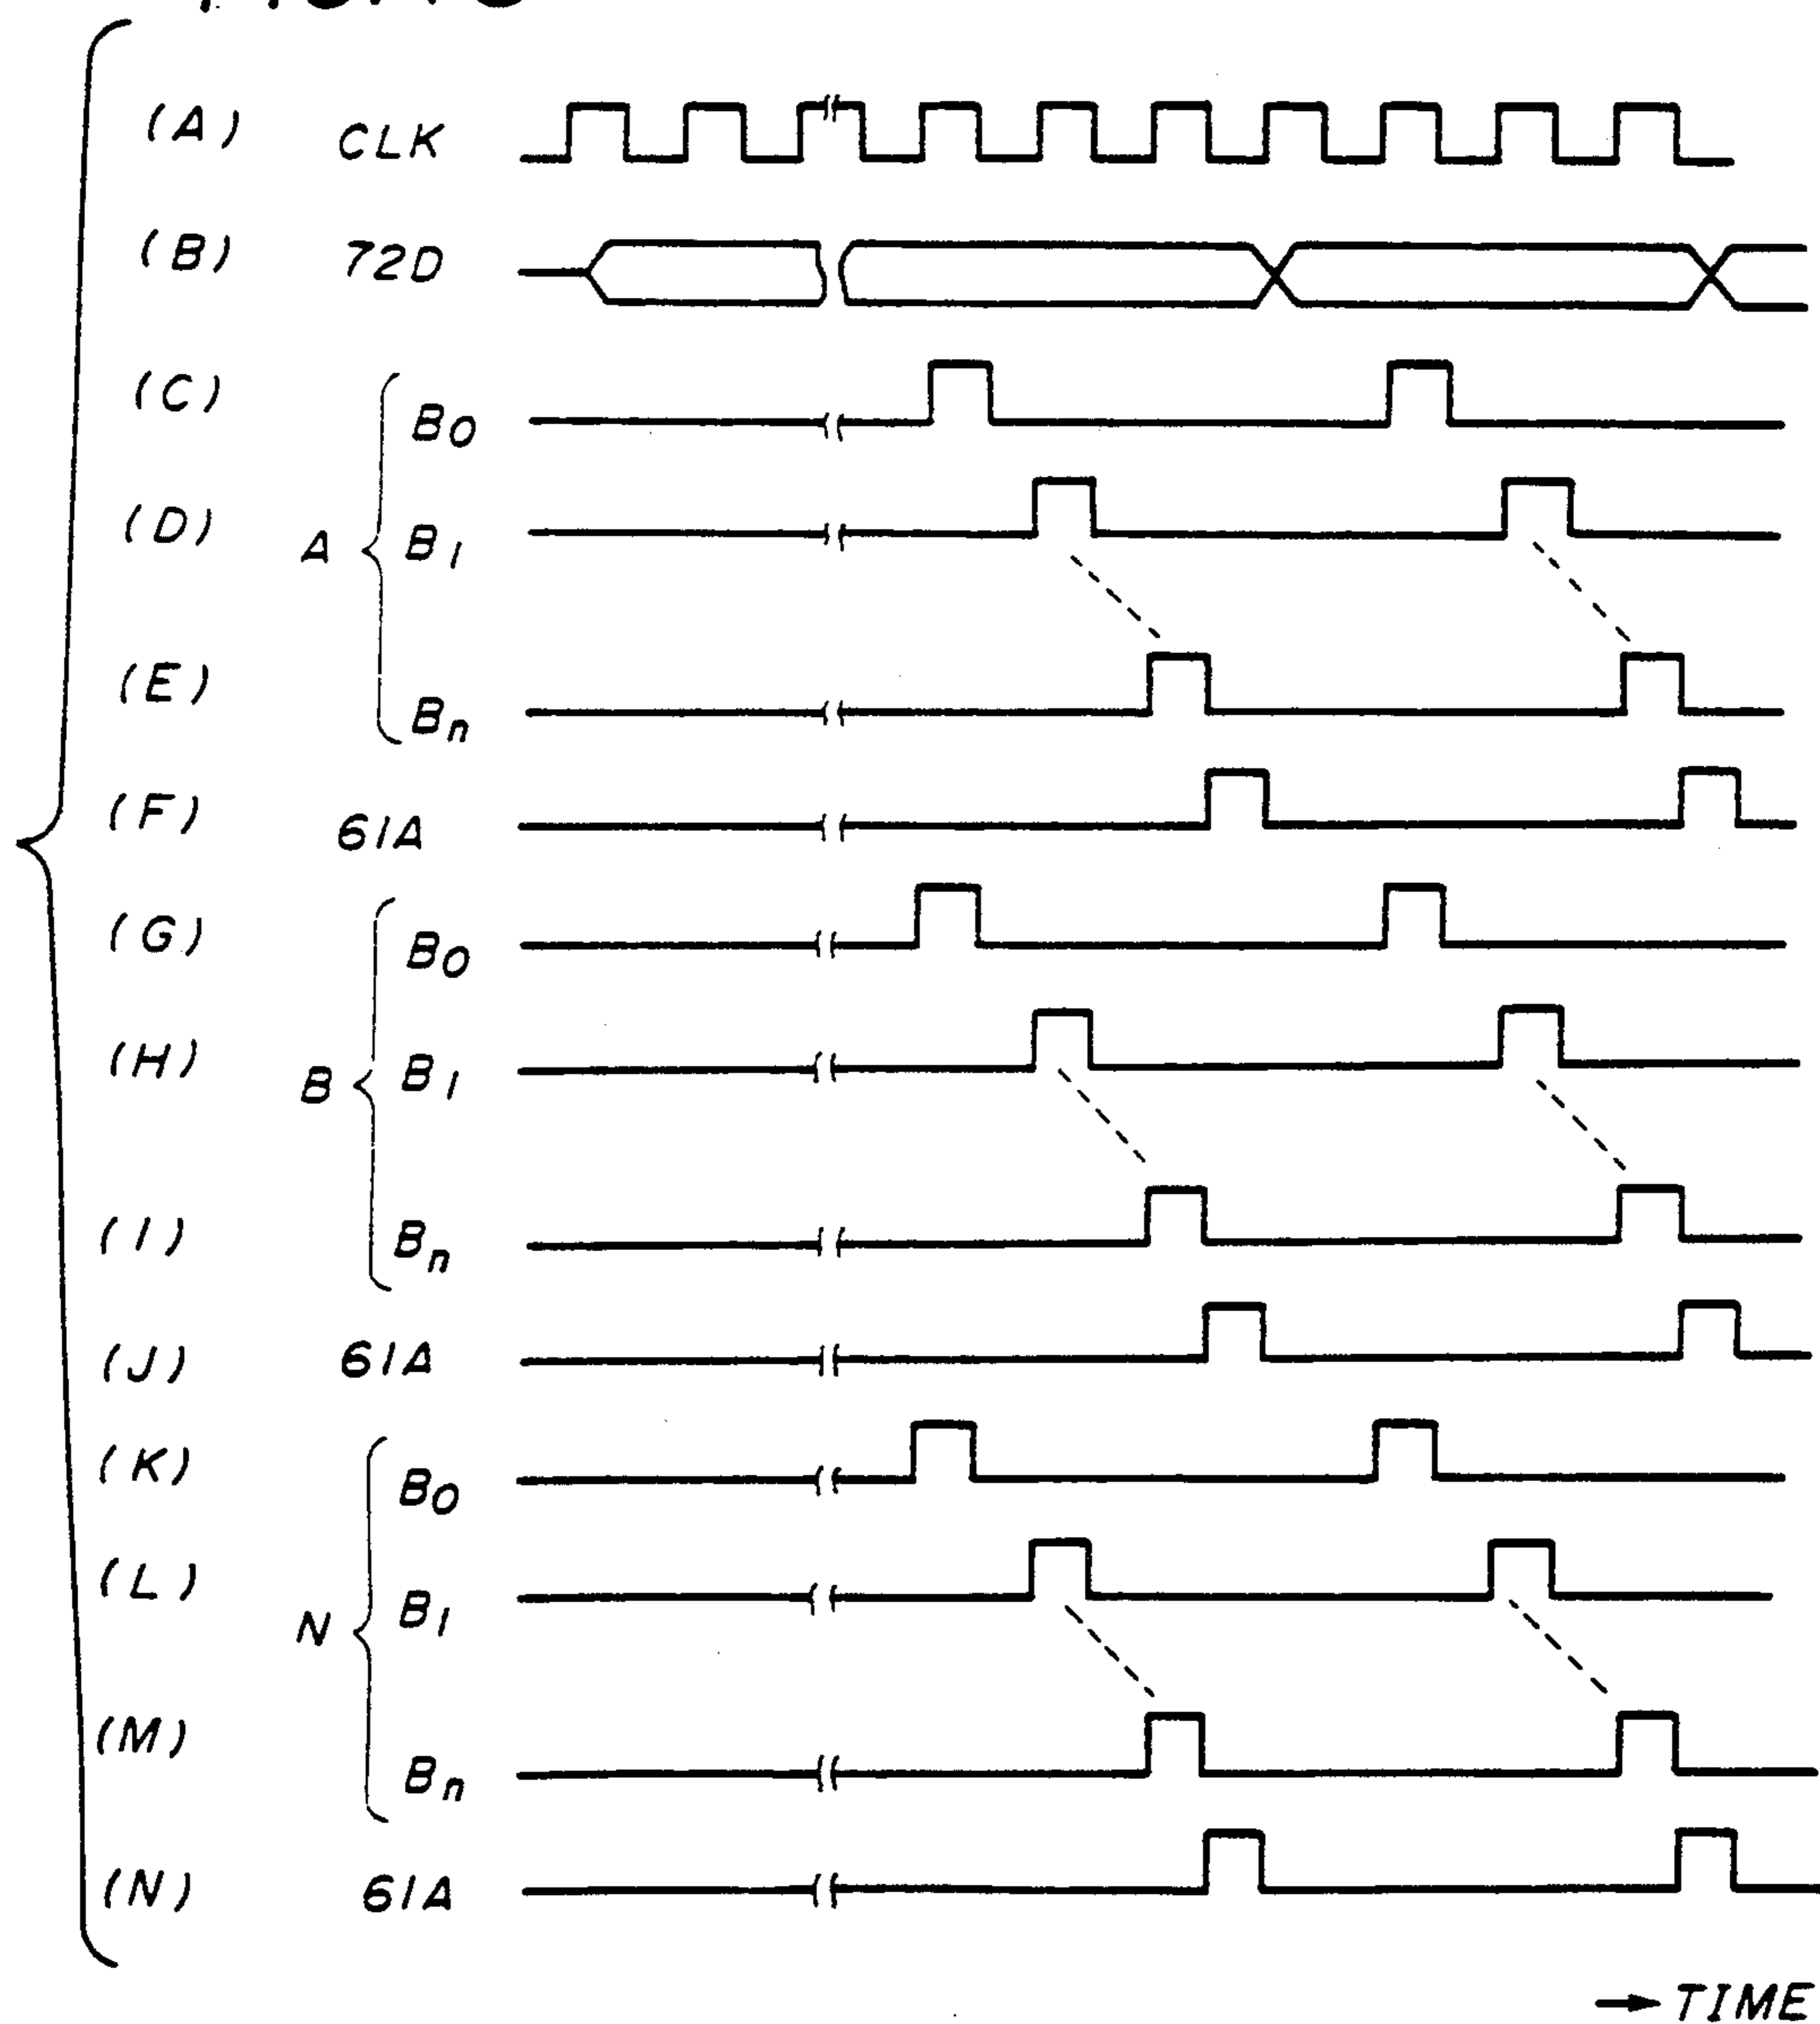 (A) CLK
(B) 72D
(C) B0
(D) A B1
(E) Bn
(F) 61A
(G) B0
(H) B B1
(I) Bn
(J) 61A
(K) B0
(L) N B1
(M) Bn
(N) 61A
→ TIME